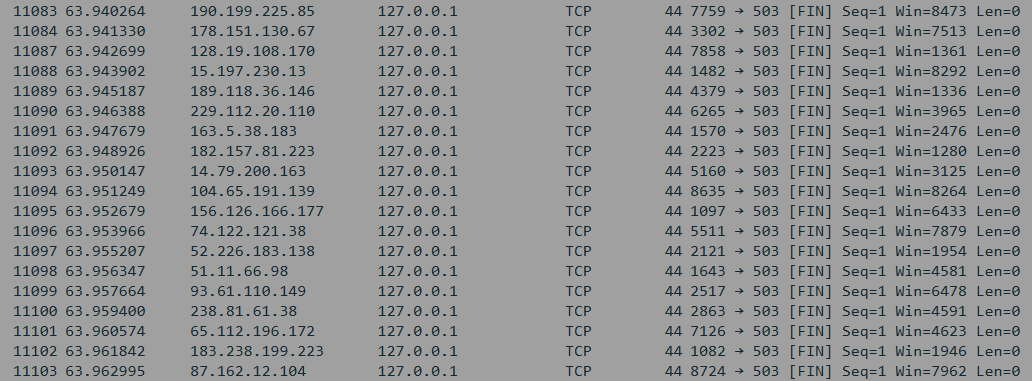 11083 63.940264 190.199.225.85 127.0.0.1 TCP 44 7759 → 503 [FIN] Seq=1 Win=8473 Len=0
11084 63.941330 178.151.130.67 127.0.0.1 TCP 44 3302 → 503 [FIN] Seq=1 Win=7513 Len=0
11087 63.942699 128.19.108.170 127.0.0.1 TCP 44 7858 → 503 [FIN] Seq=1 Win=1361 Len=0
11088 63.943902 15.197.230.13 127.0.0.1 TCP 44 1482 → 503 [FIN] Seq=1 Win=8292 Len=0
11089 63.945187 189.118.36.146 127.0.0.1 TCP 44 4379 → 503 [FIN] Seq=1 Win=1336 Len=0
11090 63.946388 229.112.20.110 127.0.0.1 TCP 44 6265 → 503 [FIN] Seq=1 Win=3965 Len=0
11091 63.947679 163.5.38.183 127.0.0.1 TCP 44 1570 → 503 [FIN] Seq=1 Win=2476 Len=0
11092 63.948926 182.157.81.223 127.0.0.1 TCP 44 2223 → 503 [FIN] Seq=1 Win=1280 Len=0
11093 63.950147 14.79.200.163 127.0.0.1 TCP 44 5160 → 503 [FIN] Seq=1 Win=3125 Len=0
11094 63.951249 104.65.191.139 127.0.0.1 TCP 44 8635 → 503 [FIN] Seq=1 Win=8264 Len=0
11095 63.952679 156.126.166.177 127.0.0.1 TCP 44 1097 → 503 [FIN] Seq=1 Win=6433 Len=0
11096 63.953966 74.122.121.38 127.0.0.1 TCP 44 5511 → 503 [FIN] Seq=1 Win=7879 Len=0
11097 63.955207 52.226.183.138 127.0.0.1 TCP 44 2121 → 503 [FIN] Seq=1 Win=1954 Len=0
11098 63.956347 51.11.66.98 127.0.0.1 TCP 44 1643 → 503 [FIN] Seq=1 Win=4581 Len=0
11099 63.957664 93.61.110.149 127.0.0.1 TCP 44 2517 → 503 [FIN] Seq=1 Win=6478 Len=0
11100 63.959400 238.81.61.38 127.0.0.1 TCP 44 2863 → 503 [FIN] Seq=1 Win=4591 Len=0
11101 63.960574 65.112.196.172 127.0.0.1 TCP 44 7126 → 503 [FIN] Seq=1 Win=4623 Len=0
11102 63.961842 183.238.199.223 127.0.0.1 TCP 44 1082 → 503 [FIN] Seq=1 Win=1946 Len=0
11103 63.962995 87.162.12.104 127.0.0.1 TCP 44 8724 → 503 [FIN] Seq=1 Win=7962 Len=0